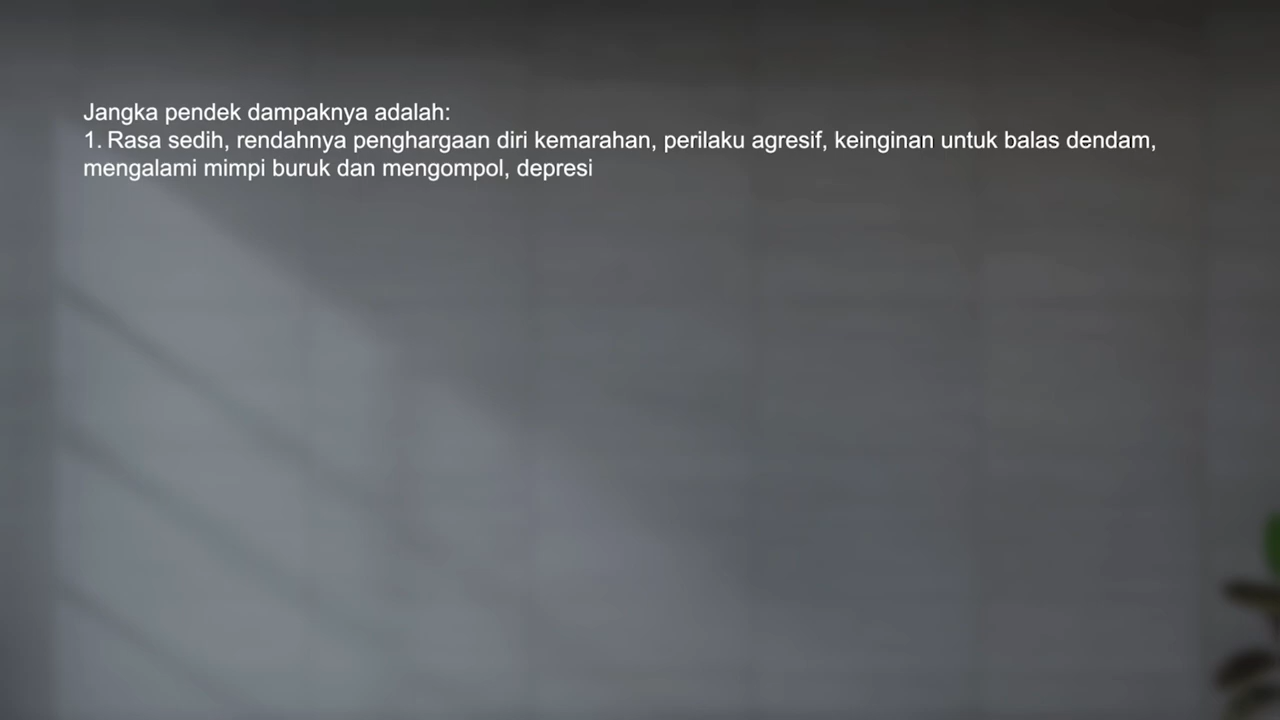 Jangka pendek dampaknya adalah:
1. Rasa sedih, rendahnya penghargaan diri kemarahan, perilaku agresif, keinginan untuk balas dendam,
mengalami mimpi buruk dan mengompol, depresi